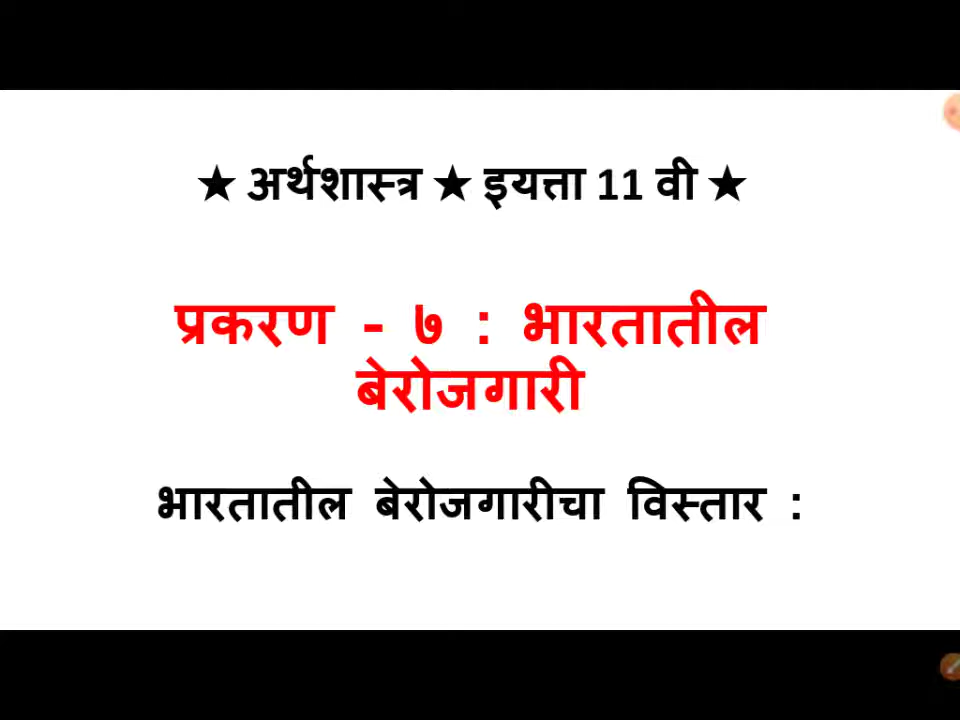 ★ अर्थशास्त्र ★ इयत्ता 11 वी ★
प्रकरण - ७ : भारतातील
बेरोजगारी
भारतातील बेरोजगारीचा विस्तार :